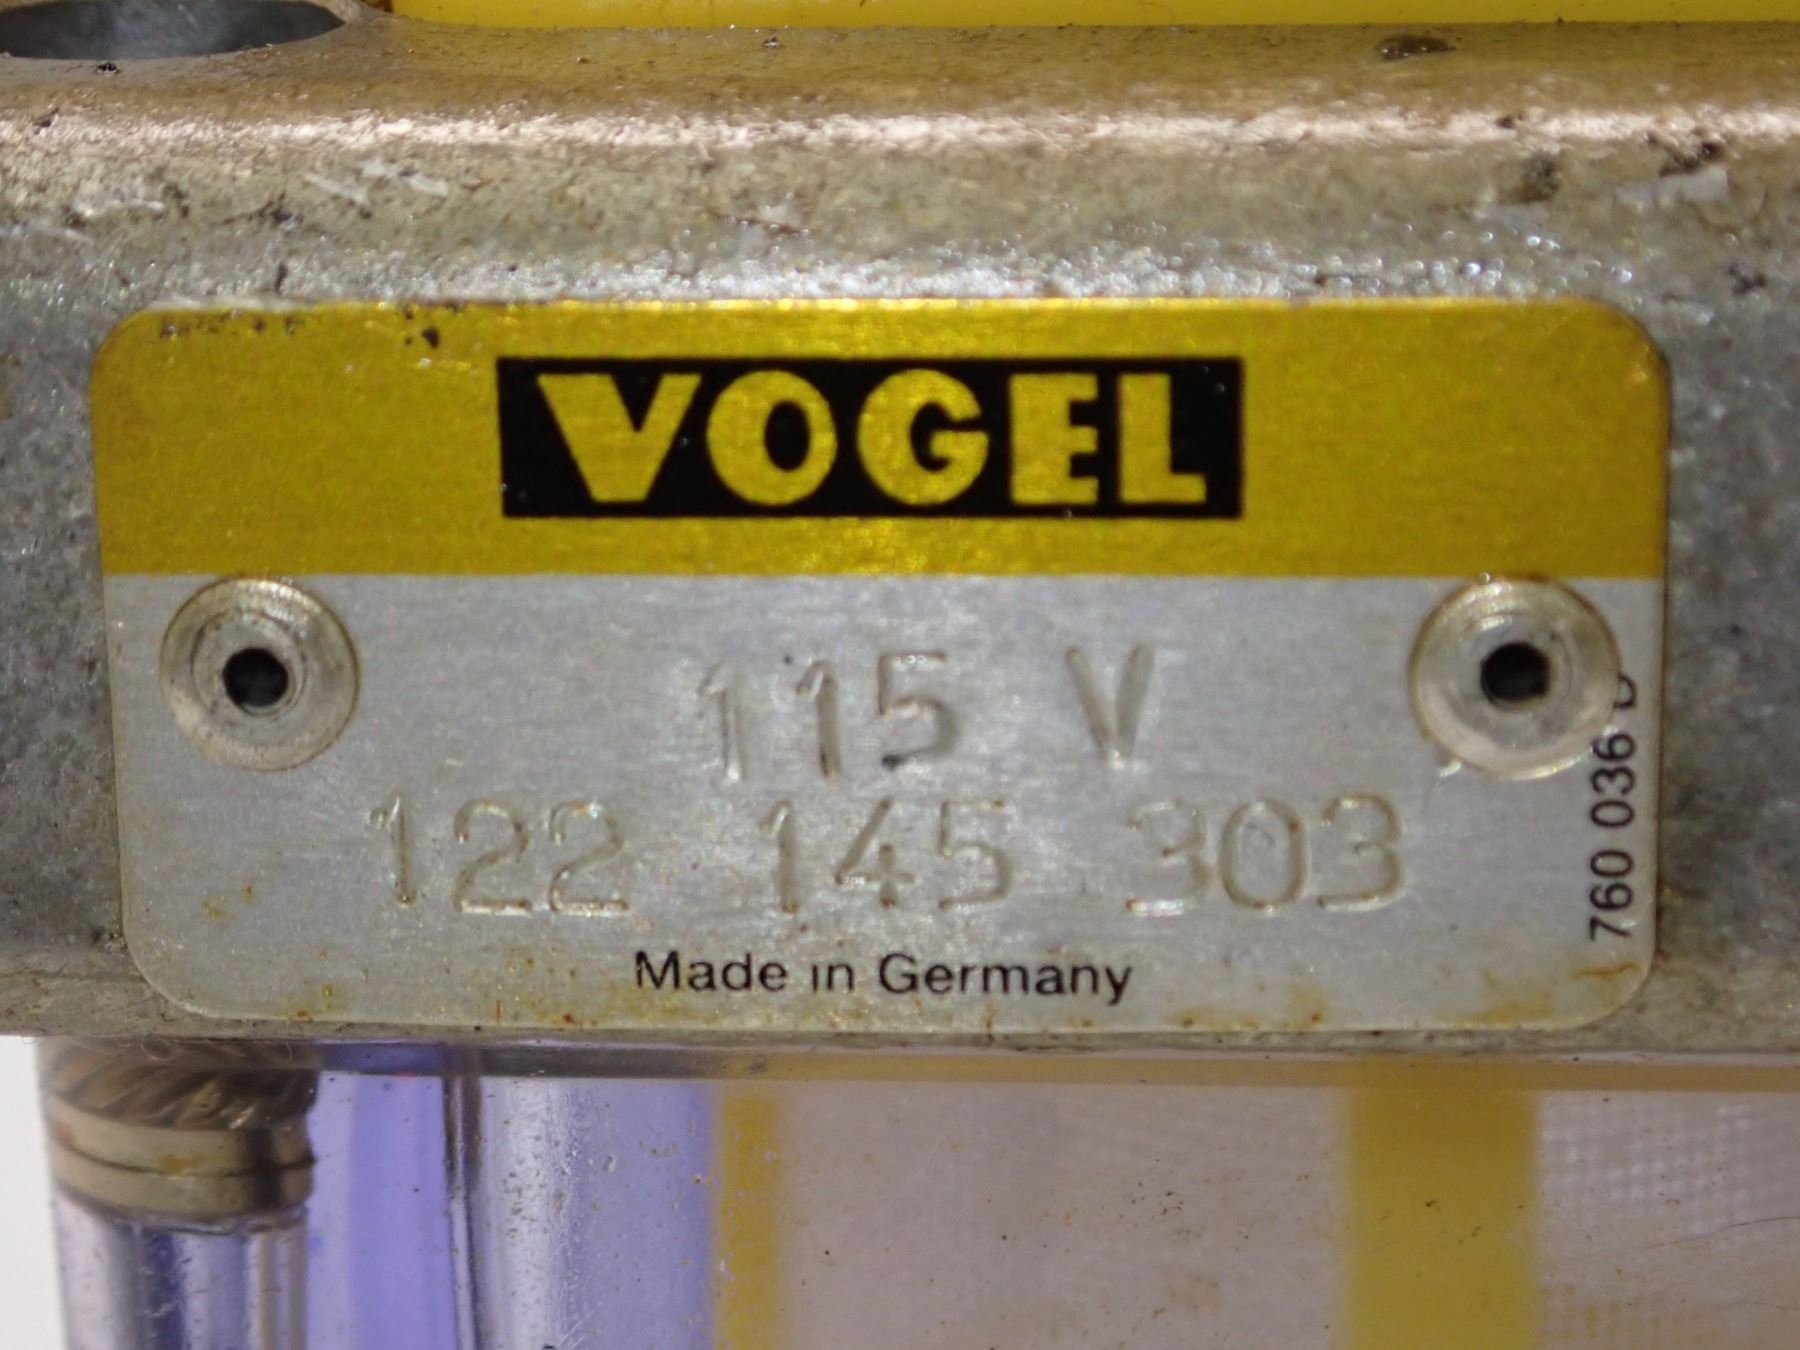 VOGEL
115 V
122 145 303
Made in Germany
760 036